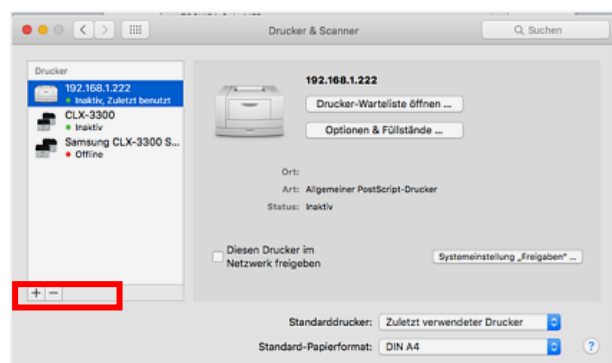 Drucker & Scanner
Suchen
Drucker
192.168.1.222
Inaktiv, Zuletzt benutzt
CLX-3300
Inaktiv
Samsung CLX-3300 S...
Offline
192.168.1.222
Drucker-Warteliste öffnen ...
Optionen & Füllstände ...
Ort:
Art: Allgemeiner PostScript-Drucker
Status: Inaktiv
Diesen Drucker im
Netzwerk freigeben
Systemeinstellung „Freigaben“ ...
+ −
Standarddrucker: Zuletzt verwendeter Drucker
Standard-Papierformat: DIN A4
?